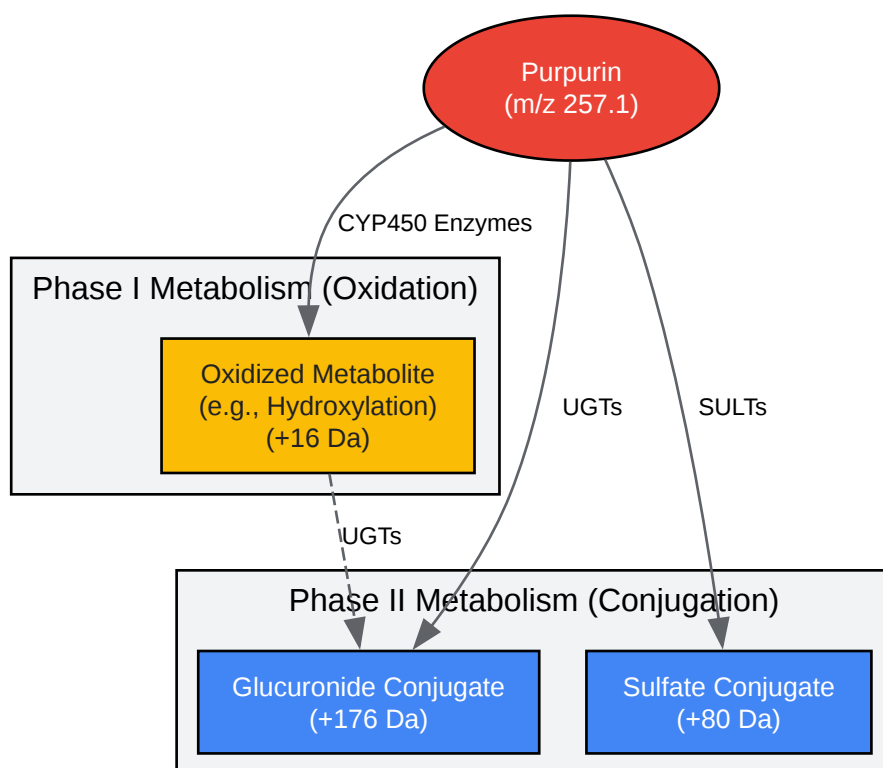 Purpurin
(m/z 257.1)
CYP450 Enzymes
Phase I Metabolism (Oxidation)
Oxidized Metabolite
(e.g., Hydroxylation)
(+16 Da)
UGTs
SULTs
UGTs
Phase II Metabolism (Conjugation)
Glucuronide Conjugate
(+176 Da)
Sulfate Conjugate
(+80 Da)